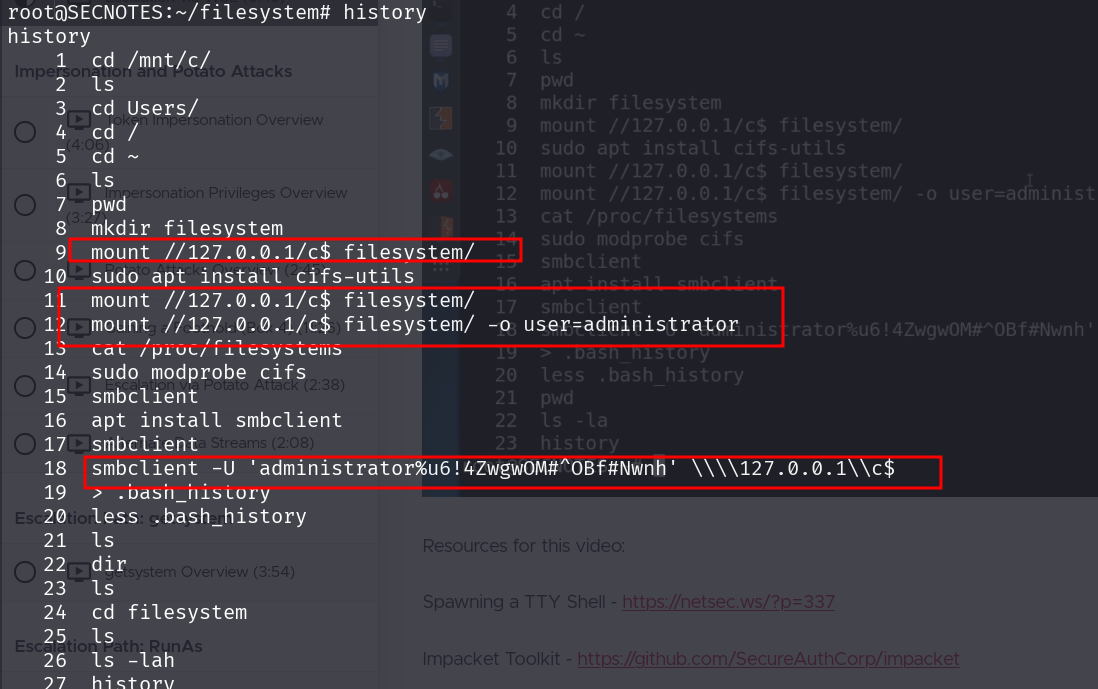 root@SECNOTES:~/filesystem# history
history
1 cd /mnt/c/
2 ls
3 cd Users/
4 cd /
5 cd ~
6 ls
7 pwd
8 mkdir filesystem
9 mount //127.0.0.1/c$ filesystem/
10 sudo apt install cifs-utils
11 mount //127.0.0.1/c$ filesystem/
12 mount //127.0.0.1/c$ filesystem/ -o user=administrator
13 cat /proc/filesystems
14 sudo modprobe cifs
15 smbclient
16 apt install smbclient
17 smbclient
18 smbclient -U 'administrator%u6!4ZwgwOM#^OBf#Nwnh' \\\\127.0.0.1\\c$
19 > .bash_history
20 less .bash_history
21 ls
22 dir
23 ls
24 cd filesystem
25 ls
26 ls -lah
27 history
Impersonation and Potato Attacks
Token Impersonation Overview
(4:06)
Impersonation Privileges Overview
(3:27)
Escalation via Potato Attack (2:38)
Data Streams (2:08)
getsystem Overview (3:54)
Escalation Path: RunAs
4 cd /
5 cd ~
6 ls
7 pwd
8 mkdir filesystem
9 mount //127.0.0.1/c$ filesystem/
10 sudo apt install cifs-utils
11 mount //127.0.0.1/c$ filesystem/
12 mount //127.0.0.1/c$ filesystem/ -o user=administ
13 cat /proc/filesystems
14 sudo modprobe cifs
15 smbclient
16 apt install smbclient
17 smbclient
administrator%u6!4ZwgwOM#^OBf#Nwnh'
19 > .bash_history
20 less .bash_history
21 pwd
22 ls -la
23 history
Resources for this video:
Spawning a TTY Shell - https://netsec.ws/?p=337
Impacket Toolkit - https://github.com/SecureAuthCorp/impacket